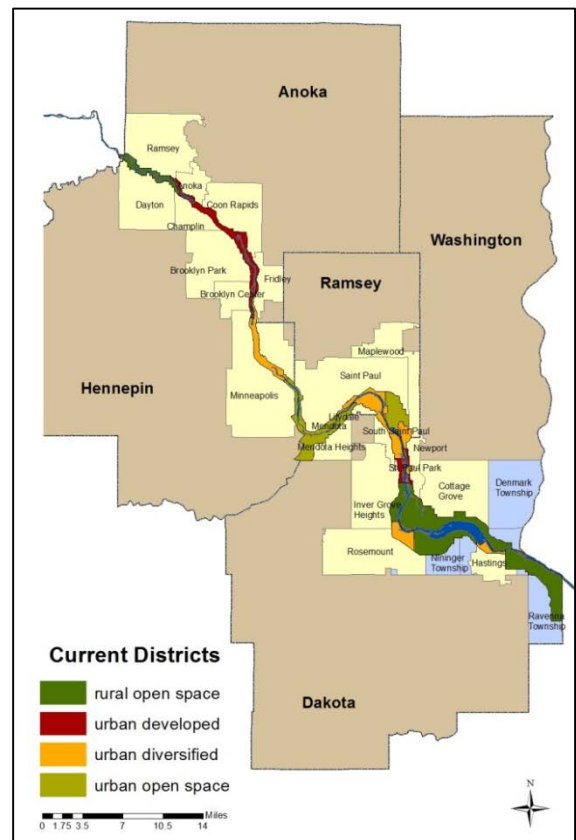 Anoka
Ramsey
Anoka
Dayton
Coon Rapids
Champlin
Washington
Brooklyn Park
Fridley
Ramsey
Brooklyn Center
Maplewood
Saint Paul
Hennepin
Minneapolis
Lilydale
Mendota
South Saint Paul
Mendota Heights
Newport
St. Paul Park
Cottage
Grove
Denmark
Township
Inver Grove
Heights
Rosemount
Nininger
Township
Hastings
Ravenna
Township
Current Districts
rural open space
urban developed
urban diversified
urban open space
Dakota
Miles
0 1.75 3.5 7 10.5 14
N